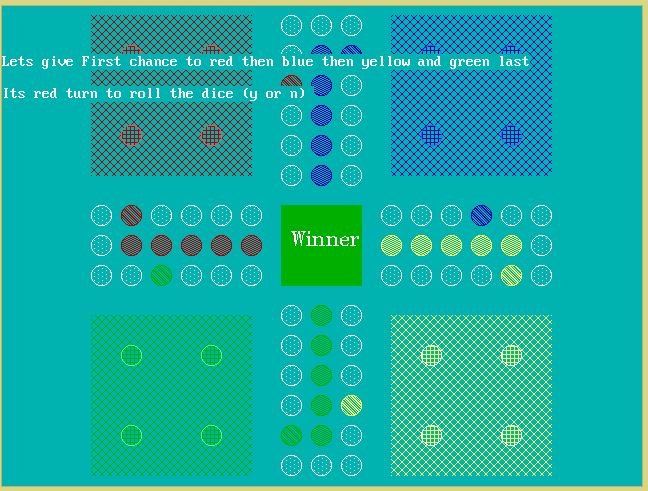 Lets give First chance to red then blue then yellow and green last
Its red turn to roll the dice (y or n)
Winner